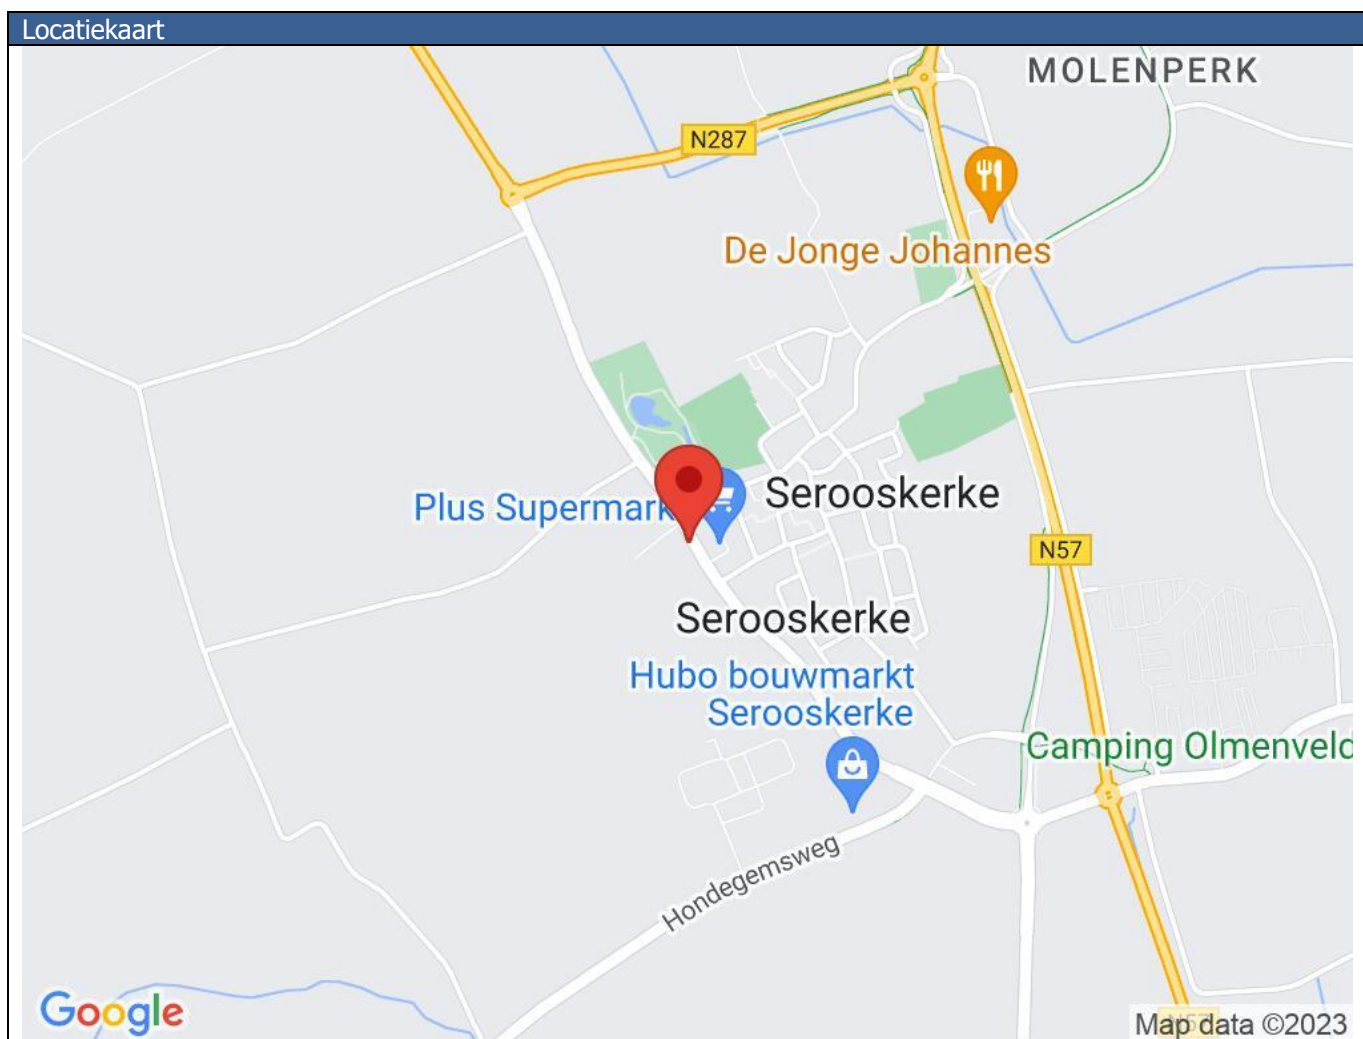 Locatiekaart
MOLENPERK
N287
De Jonge Johannes
Plus Supermark
Serooskerke
N57
Serooskerke
Hubo bouwmarkt
Serooskerke
Camping Olmenveld
Hondegemsweg
Google
N57
Map data ©2023